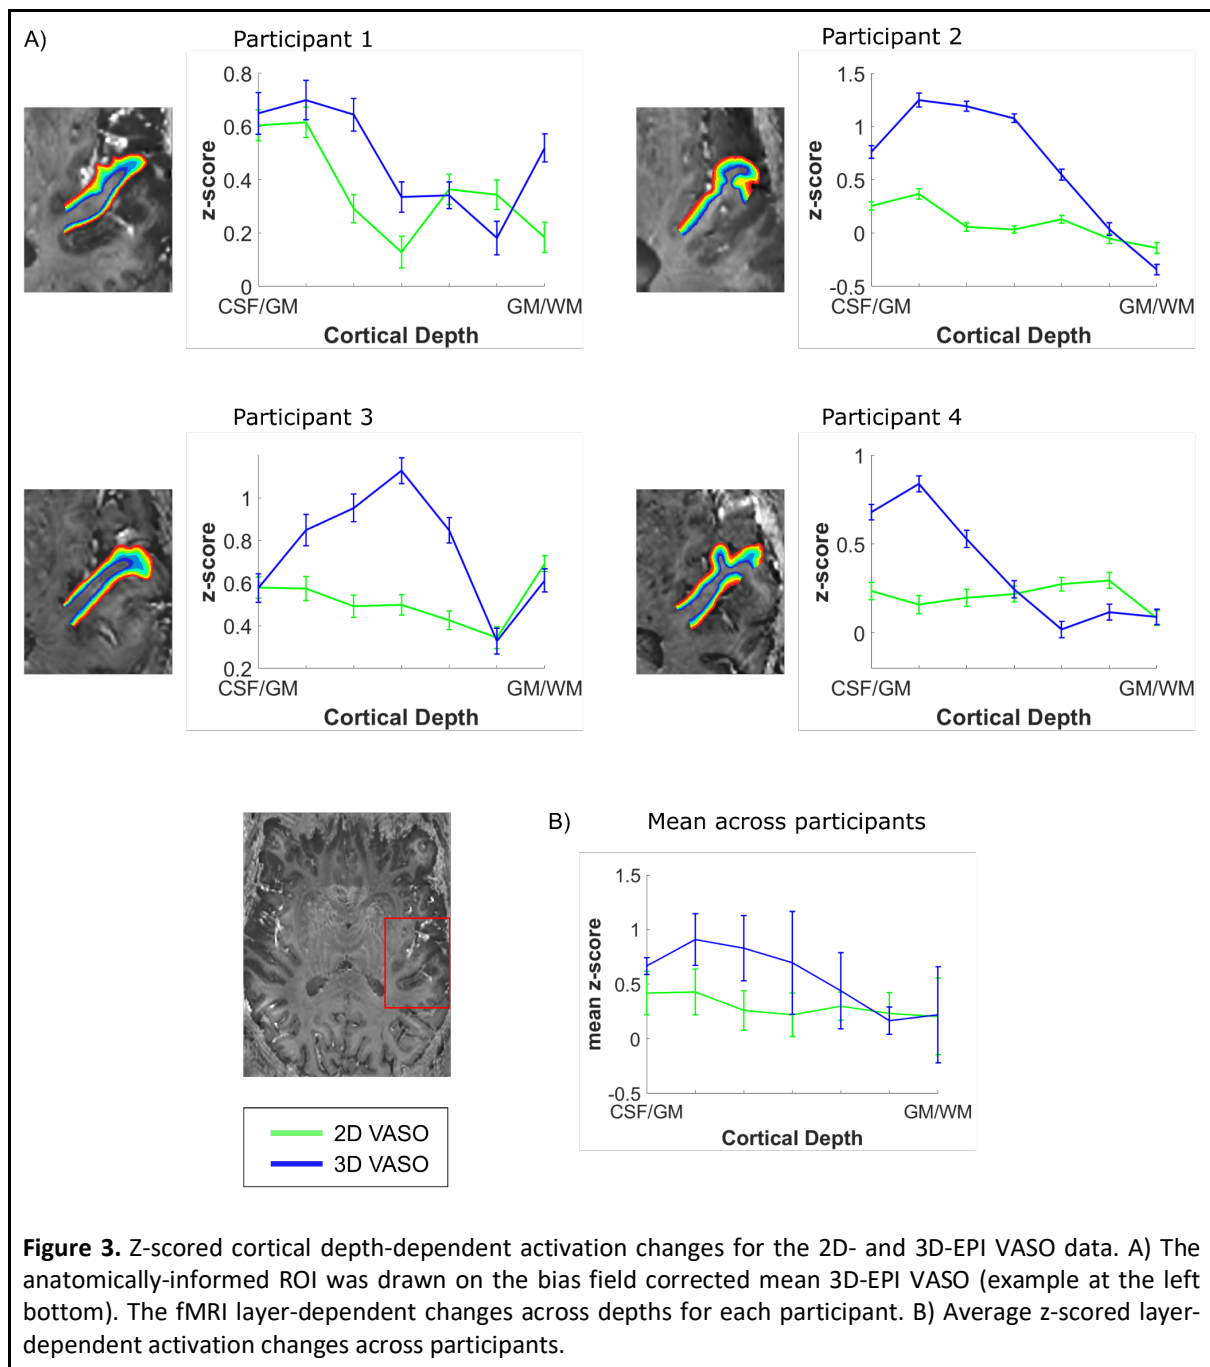 A)
Participant 1
0.8
0.6
0.4
0.2
0
z-score
CSF/GM
GM/WM
Cortical Depth
Participant 2
1.5
1
0.5
0
-0.5
z-score
CSF/GM
GM/WM
Cortical Depth
Participant 3
1
0.8
0.6
0.4
0.2
z-score
CSF/GM
GM/WM
Cortical Depth
Participant 4
1
0.5
0
z-score
CSF/GM
GM/WM
Cortical Depth
B)
Mean across participants
1.5
1
0.5
0
-0.5
mean z-score
CSF/GM
GM/WM
Cortical Depth
2D VASO
3D VASO
Figure 3. Z-scored cortical depth-dependent activation changes for the 2D- and 3D-EPI VASO data. A) The
anatomically-informed ROI was drawn on the bias field corrected mean 3D-EPI VASO (example at the left
bottom). The fMRI layer-dependent changes across depths for each participant. B) Average z-scored layer-
dependent activation changes across participants.